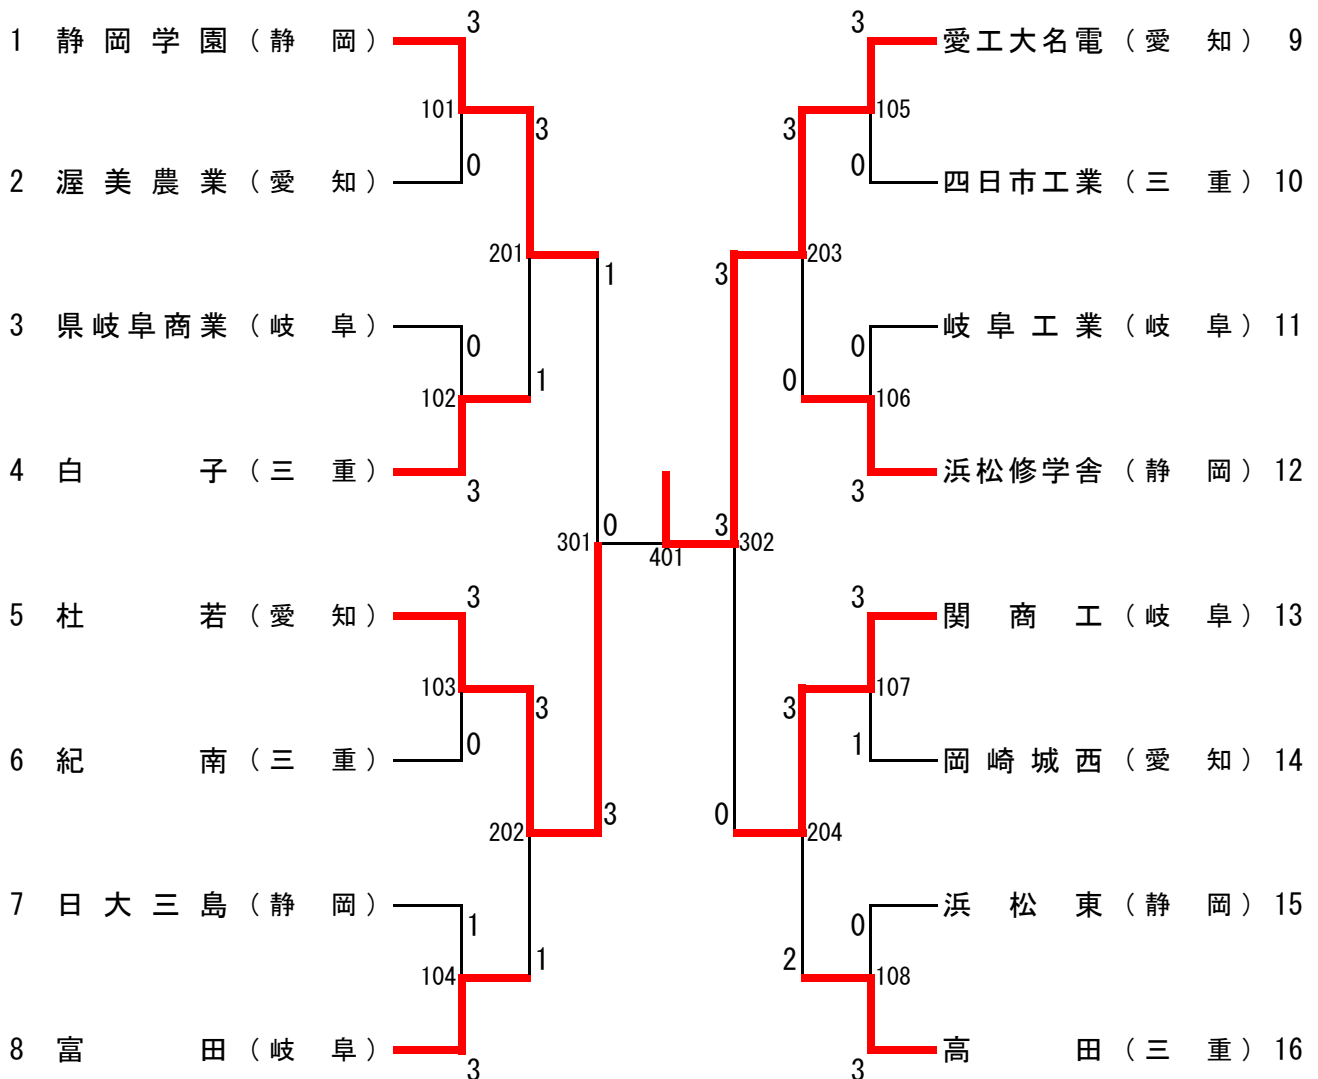 3 3
1 静岡学園(静 岡) 愛工大名電(愛 知) 9
101 105
3 3
0 0
2 渥美農業(愛 知) 四日市工業(三 重) 10
201 203
1 3
3 県岐阜商業(岐 阜) 岐阜工業(岐 阜) 11
0 0
1 0
102 106
4 白子(三 重) 浜松修学舎(静 岡) 12
3 3
0 3
301 401 302
3 3
5 杜若(愛 知) 関商工(岐 阜) 13
103 107
3 3
0 1
6 紀南(三 重) 岡崎城西(愛 知) 14
3 0
202 204
7 日大三島(静 岡) 浜松東(静 岡) 15
1 0
1 2
104 108
8 富田(岐 阜) 高田(三 重) 16
3 3